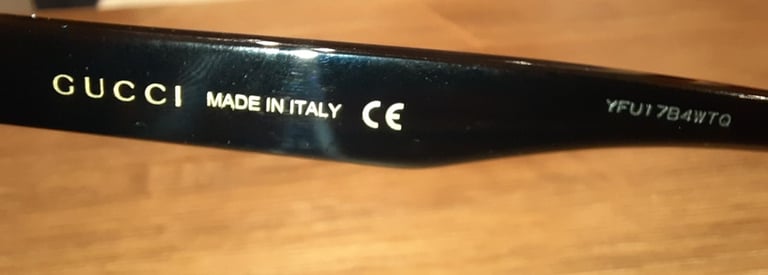 GUCCI MADE IN ITALY CE YFU17B4WTQ